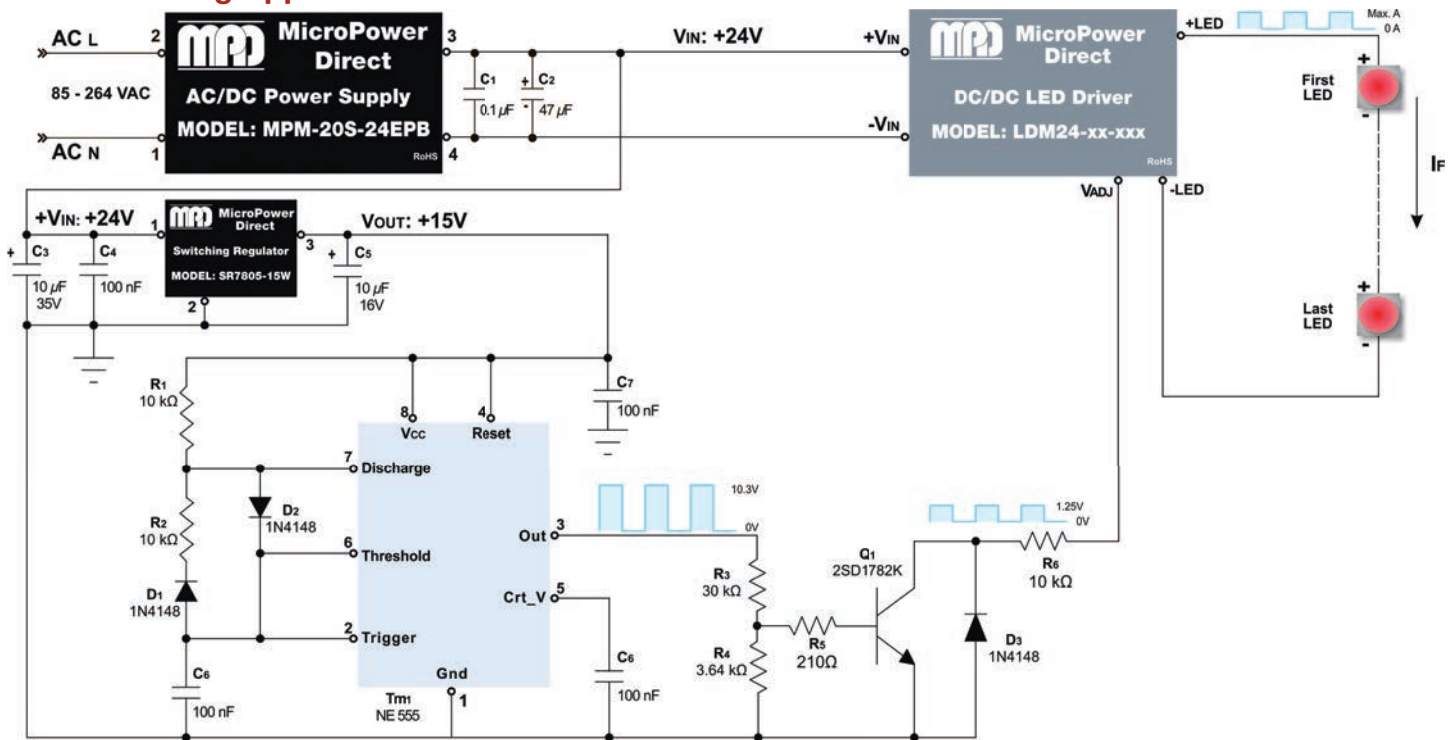 AC L
2
MPD
MicroPower
Direct
AC/DC Power Supply
MODEL: MPM-20S-24EPB
RoHS
3
85 - 264 VAC
AC N
1
4
C1
0.1 µF
+
C2
-
47 µF
VIN: +24V
+VIN
-VIN
MPD
MicroPower
Direct
DC/DC LED Driver
MODEL: LDM24-xx-xxx
RoHS
VADJ
-LED
+LED
Max. A
0 A
+
First
LED
-
IF
+
Last
LED
-
+VIN: +24V
1
MPD
MicroPower
Direct
Switching Regulator
MODEL: SR7805-15W
3
2
VOUT: +15V
+
C3
10 µF
35V
C4
100 nF
+
C5
10 µF
16V
R1
10 kΩ
C7
100 nF
8
Vcc
4
Reset
7
Discharge
R2
10 kΩ
D2
1N4148
6
Threshold
D1
1N4148
2
Trigger
C6
100 nF
Out
3
Crt_V
5
Gnd
1
Tm1
NE 555
C6
100 nF
10.3V
0V
R3
30 kΩ
R4
3.64 kΩ
R5
210Ω
Q1
2SD1782K
1.25V
0V
R6
10 kΩ
D3
1N4148